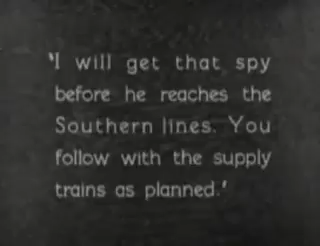 "I will get that spy
before he reaches the
Southern lines. You
follow with the supply
trains as planned."